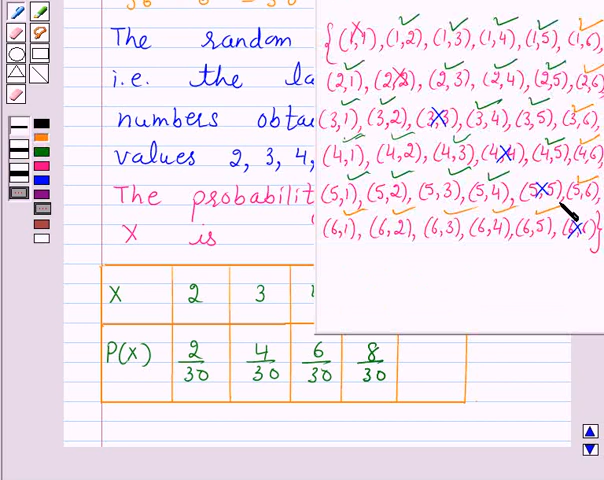 The random
i.e. the la
numbers obta
values 2, 3, 4,
The probabilit
X is
{(1,1), (1,2), (1,3), (1,4), (1,5), (1,6),
(2,1), (2,2), (2,3), (2,4), (2,5), (2,6)
(3,1), (3,2), (3,3), (3,4), (3,5), (3,6),
(4,1), (4,2), (4,3), (4,4), (4,5), (4,6)
(5,1), (5,2), (5,3), (5,4), (5,5), (5,6),
(6,1), (6,2), (6,3), (6,4), (6,5), (6,6)}
X 2 3
P(X) 2/30 4/30 6/30 8/30